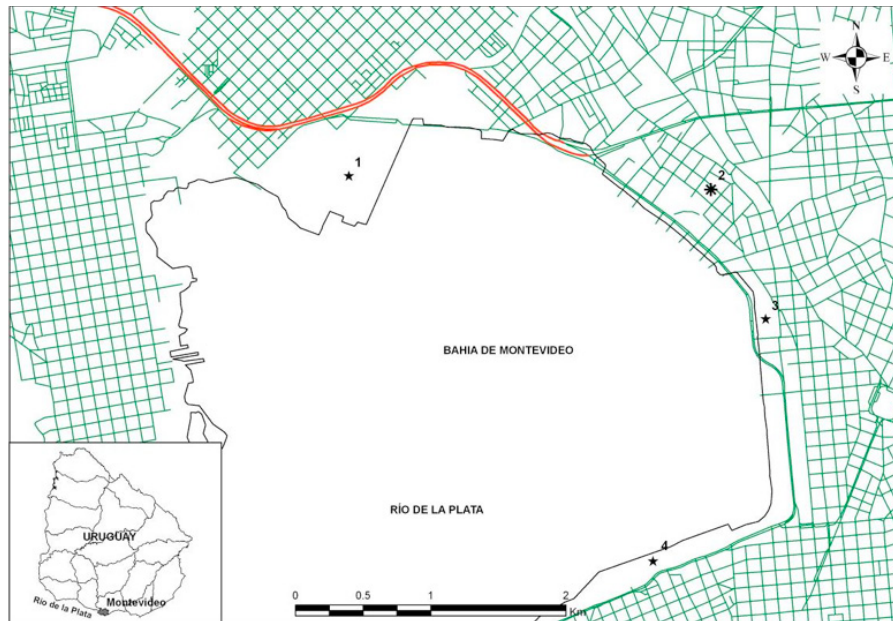 N
W E
S
1
2
3
BAHIA DE MONTEVIDEO
RÍO DE LA PLATA
4
URUGUAY
Río de la Plata
Montevideo
0 0.5 1 2
Km